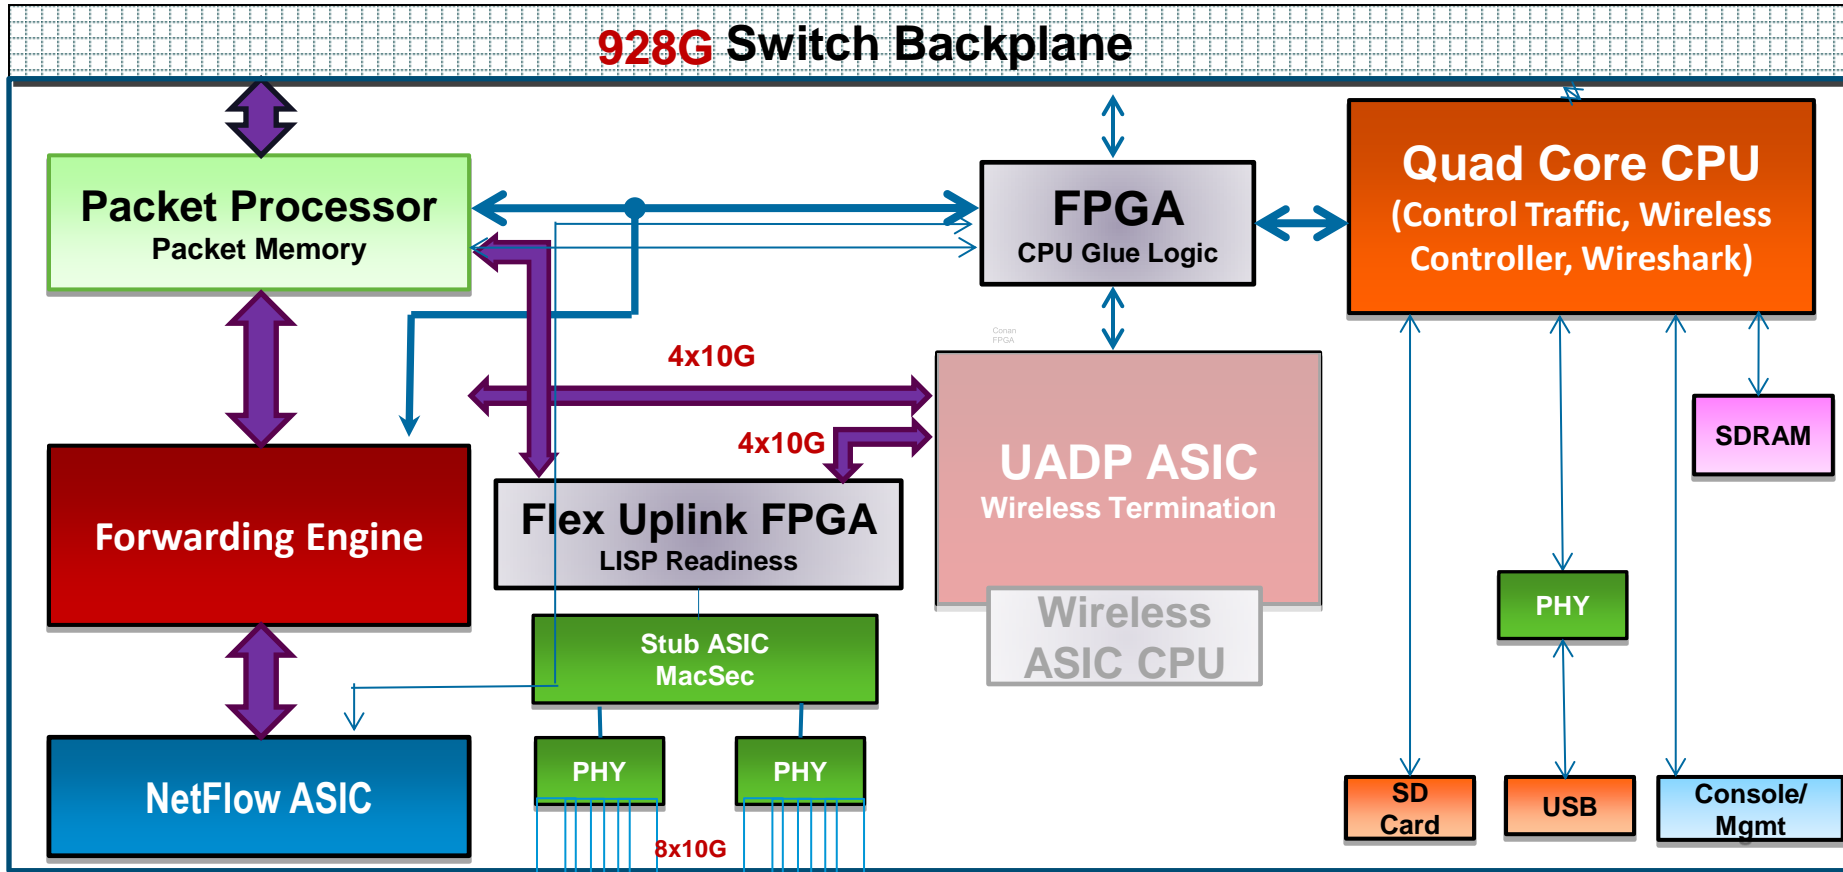 928G Switch Backplane
Packet Processor
Packet Memory
FPGA
CPU Glue Logic
Quad Core CPU
(Control Traffic, Wireless
Controller, Wireshark)
Conan
FPGA
4x10G
4x10G
SDRAM
UADP ASIC
Wireless Termination
Forwarding Engine
Flex Uplink FPGA
LISP Readiness
Wireless
ASIC CPU
PHY
Stub ASIC
MacSec
NetFlow ASIC
PHY
PHY
8x10G
SD
Card
USB
Console/
Mgmt